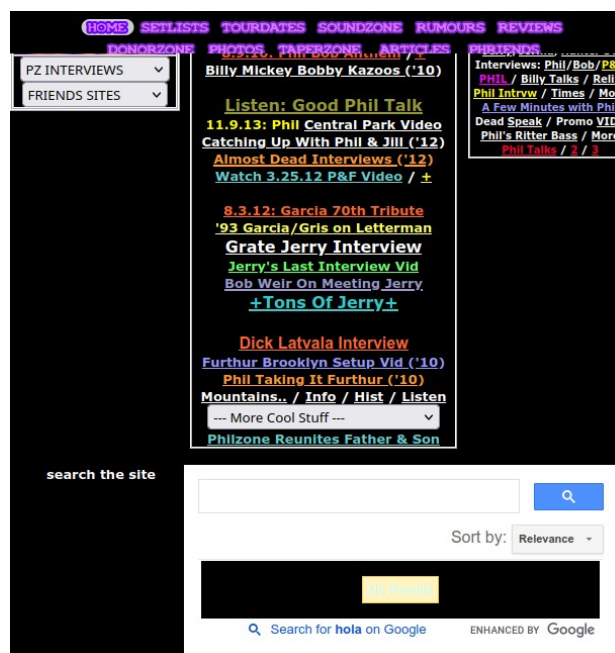 HOME SETLISTS TOURDATES SOUNDZONE RUMOURS REVIEWS
DONORZONE PHOTOS TAPERZONE ARTICLES PHRIENDS
PZ INTERVIEWS
FRIENDS SITES
Billy Mickey Bobby Kazoos ('10)
Listen: Good Phil Talk
11.9.13: Phil Central Park Video
Catching Up With Phil & Jill ('12)
Almost Dead Interviews ('12)
Watch 3.25.12 P&F Video / +
8.3.12: Garcia 70th Tribute
'93 Garcia/Gris on Letterman
Grate Jerry Interview
Jerry's Last Interview Vid
Bob Weir On Meeting Jerry
+Tons Of Jerry+
Dick Latvala Interview
Furthur Brooklyn Setup Vid ('10)
Phil Taking It Furthur ('10)
Mountains.. / Info / Hist / Listen
--- More Cool Stuff ---
Philzone Reunites Father & Son
Interviews: Phil/Bob/P&
PHIL / Billy Talks / Reli
Phil Intrvw / Times / Mo
A Few Minutes with Phi
Dead Speak / Promo VID
Phil's Ritter Bass / More
Phil Talks / 2 / 3
search the site
Sort by: Relevance
Search for hola on Google
ENHANCED BY Google